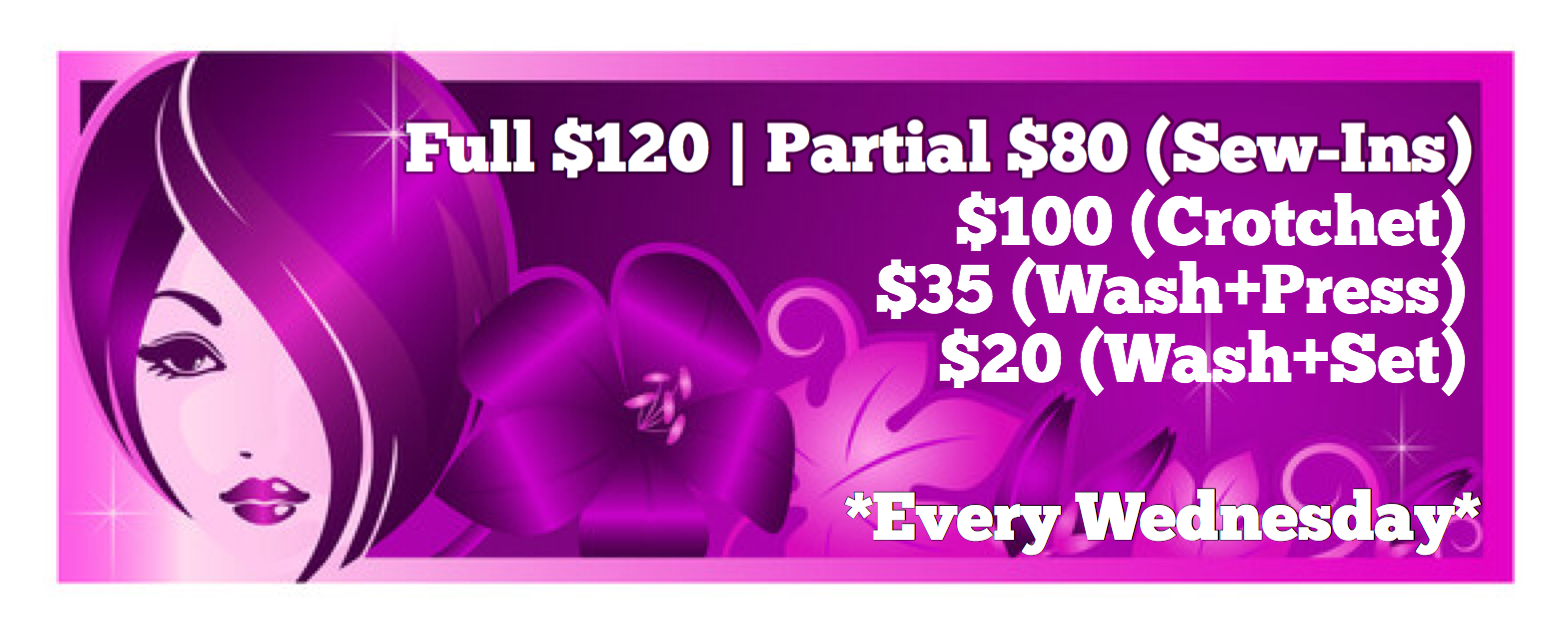 Full $120 | Partial $80 (Sew-Ins)
$100 (Crotchet)
$35 (Wash+Press)
$20 (Wash+Set)
*Every Wednesday*